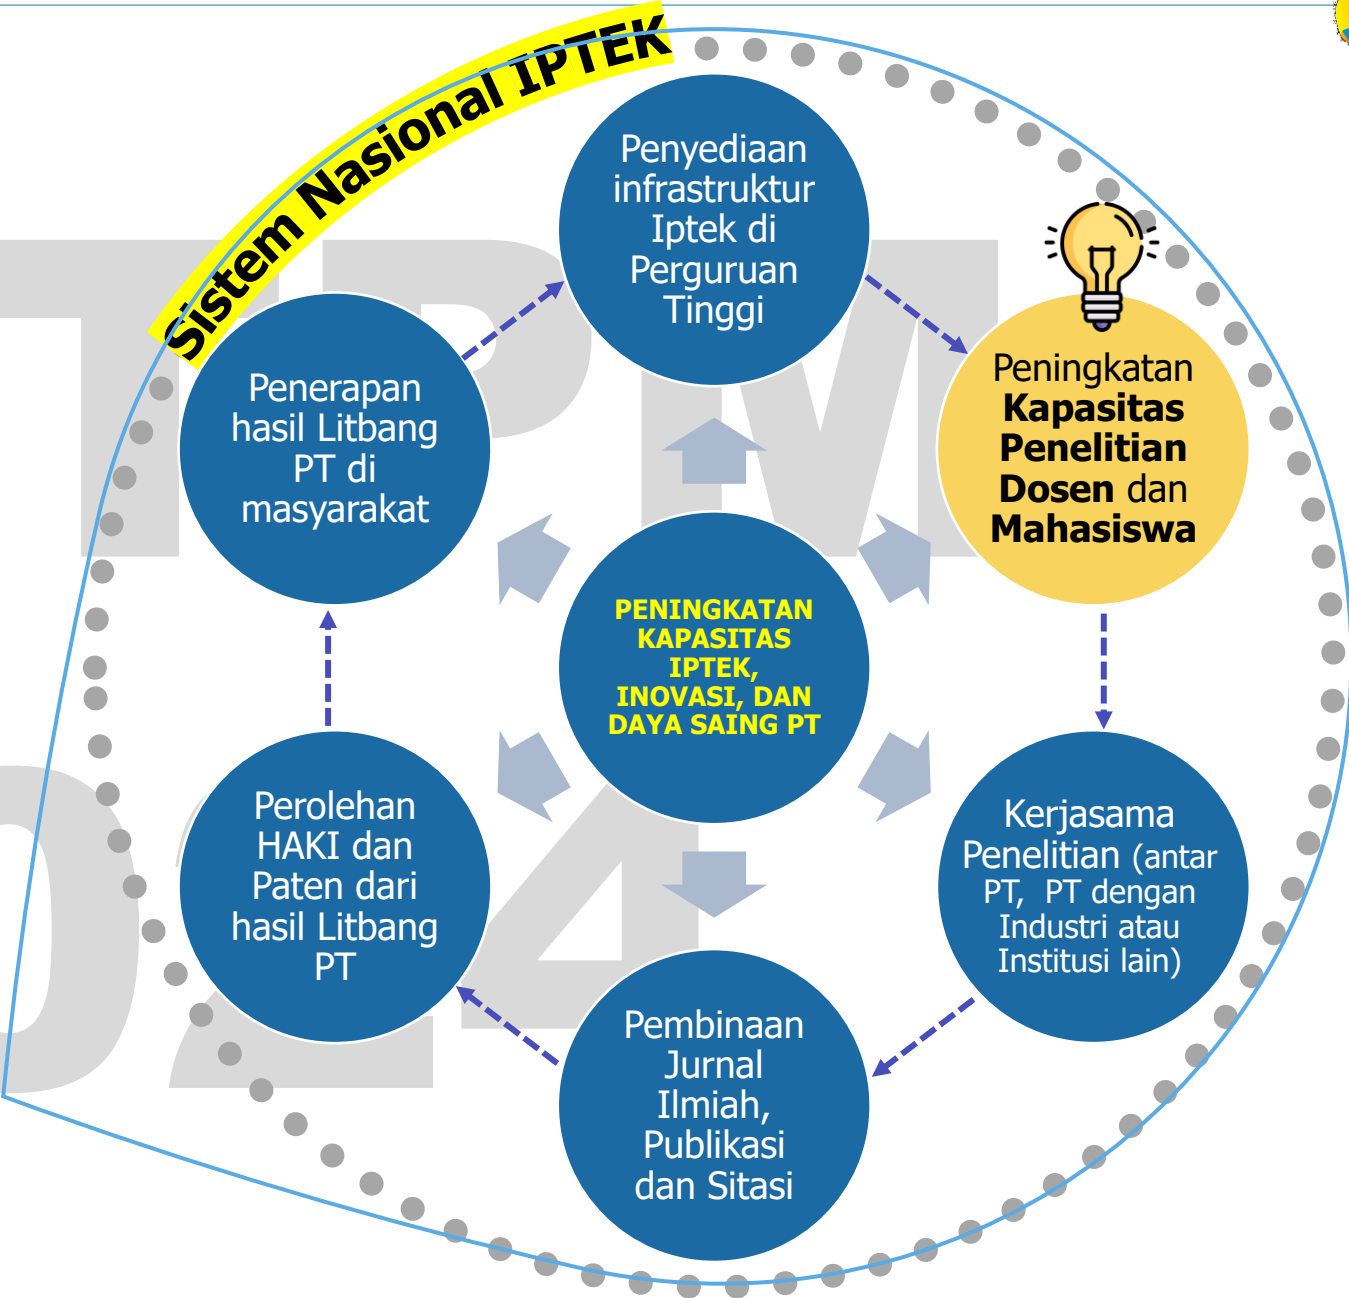 Sistem Nasional IPTEK
Penyediaan
infrastruktur
Iptek di
Perguruan
Tinggi
Peningkatan
Kapasitas
Penelitian
Dosen dan
Mahasiswa
Kerjasama
Penelitian (antar
PT, PT dengan
Industri atau
Institusi lain)
Pembinaan
Jurnal
Ilmiah,
Publikasi
dan Sitasi
Perolehan
HAKI dan
Paten dari
hasil Litbang
PT
Penerapan
hasil Litbang
PT di
masyarakat
PENINGKATAN
KAPASITAS
IPTEK,
INOVASI, DAN
DAYA SAING PT